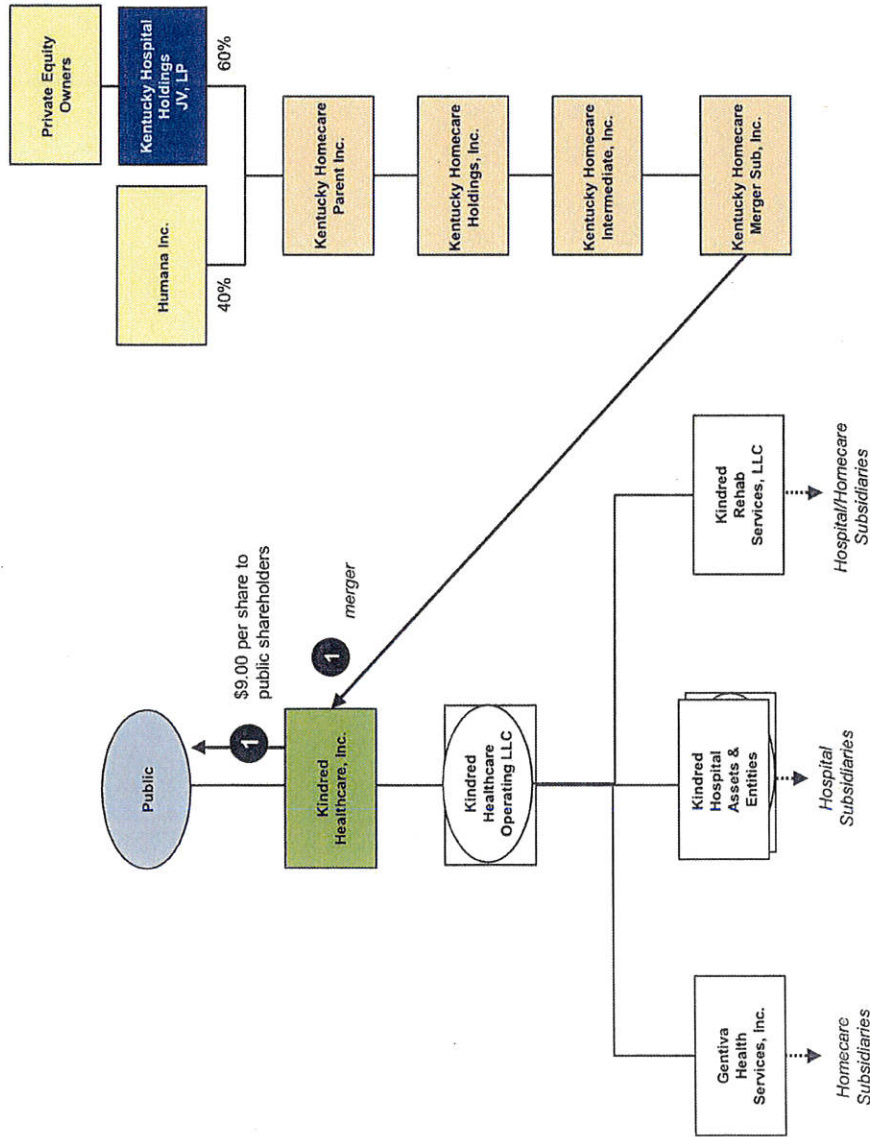 Public
$9.00 per share to
public shareholders
1
1
merger
Kindred
Healthcare, Inc.
Kindred
Healthcare
Operating LLC
Gentiva
Health
Services, Inc.
Homecare
Subsidiaries
Kindred
Hospital
Assets &
Entities
Hospital
Subsidiaries
Kindred
Rehab
Services, LLC
Hospital/Homecare
Subsidiaries
Private Equity
Owners
Humana Inc.
40%
Kentucky Hospital
Holdings
JV, LP
60%
Kentucky Homecare
Parent Inc.
Kentucky Homecare
Holdings, Inc.
Kentucky Homecare
Intermediate, Inc.
Kentucky Homecare
Merger Sub, Inc.